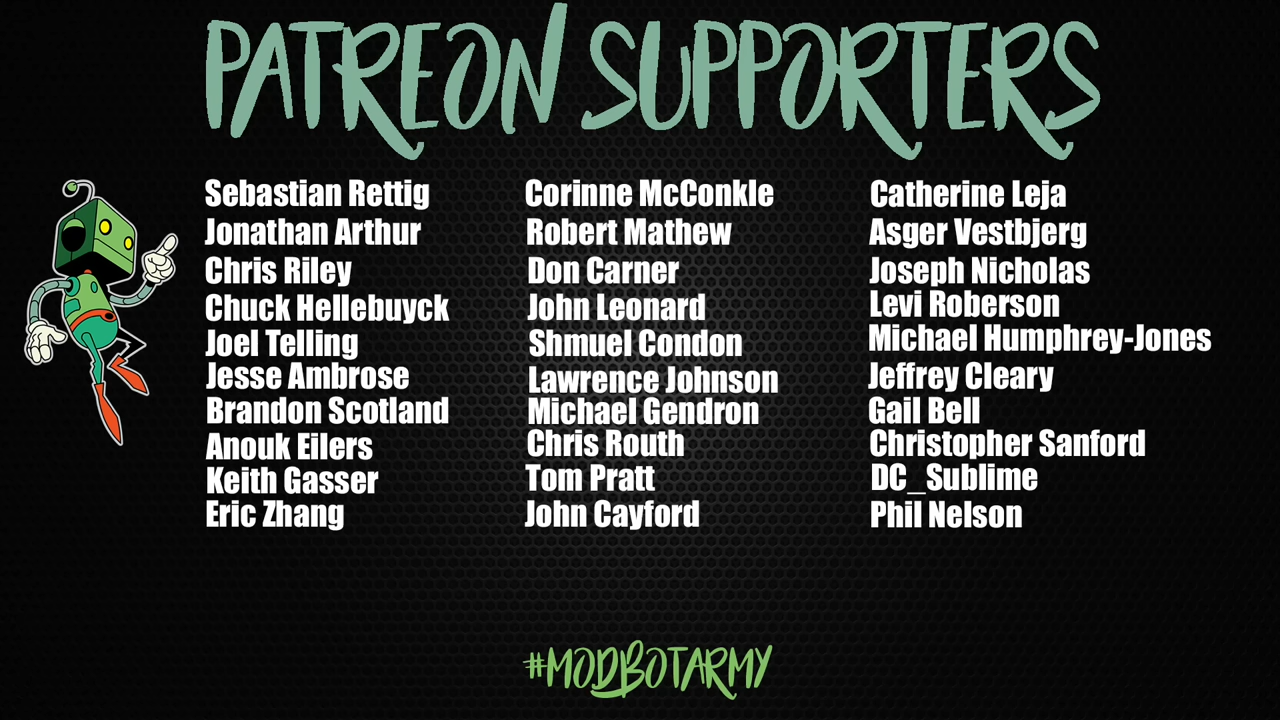 PATREON SUPPORTERS
Sebastian Rettig
Jonathan Arthur
Chris Riley
Chuck Hellebuyck
Joel Telling
Jesse Ambrose
Brandon Scotland
Anouk Eilers
Keith Gasser
Eric Zhang
Corinne McConkle
Robert Mathew
Don Carner
John Leonard
Shmuel Condon
Lawrence Johnson
Michael Gendron
Chris Routh
Tom Pratt
John Cayford
Catherine Leja
Asger Vestbjerg
Joseph Nicholas
Levi Roberson
Michael Humphrey-Jones
Jeffrey Cleary
Gail Bell
Christopher Sanford
DC_Sublime
Phil Nelson
#MODBOTARMY